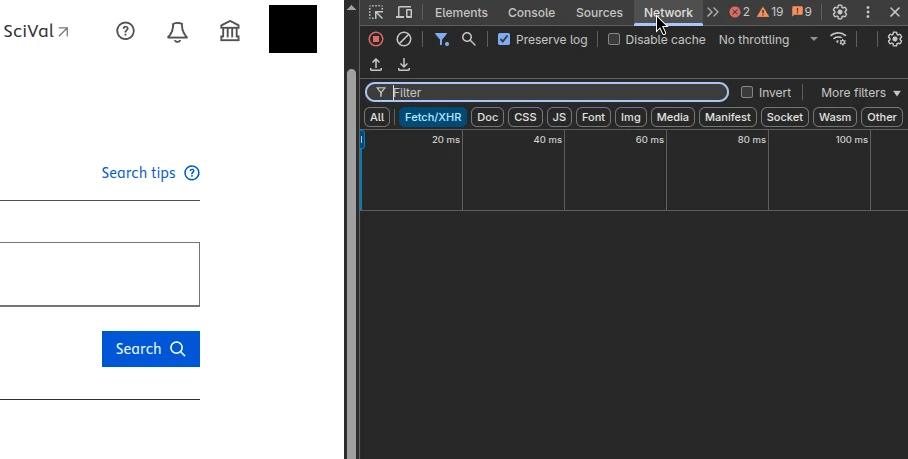 SciVal
Elements Console Sources Network 2 19 9
Preserve log Disable cache No throttling
Filter Invert More filters
All Fetch/XHR Doc CSS JS Font Img Media Manifest Socket Wasm Other
20 ms 40 ms 60 ms 80 ms 100 ms
Search tips
Search